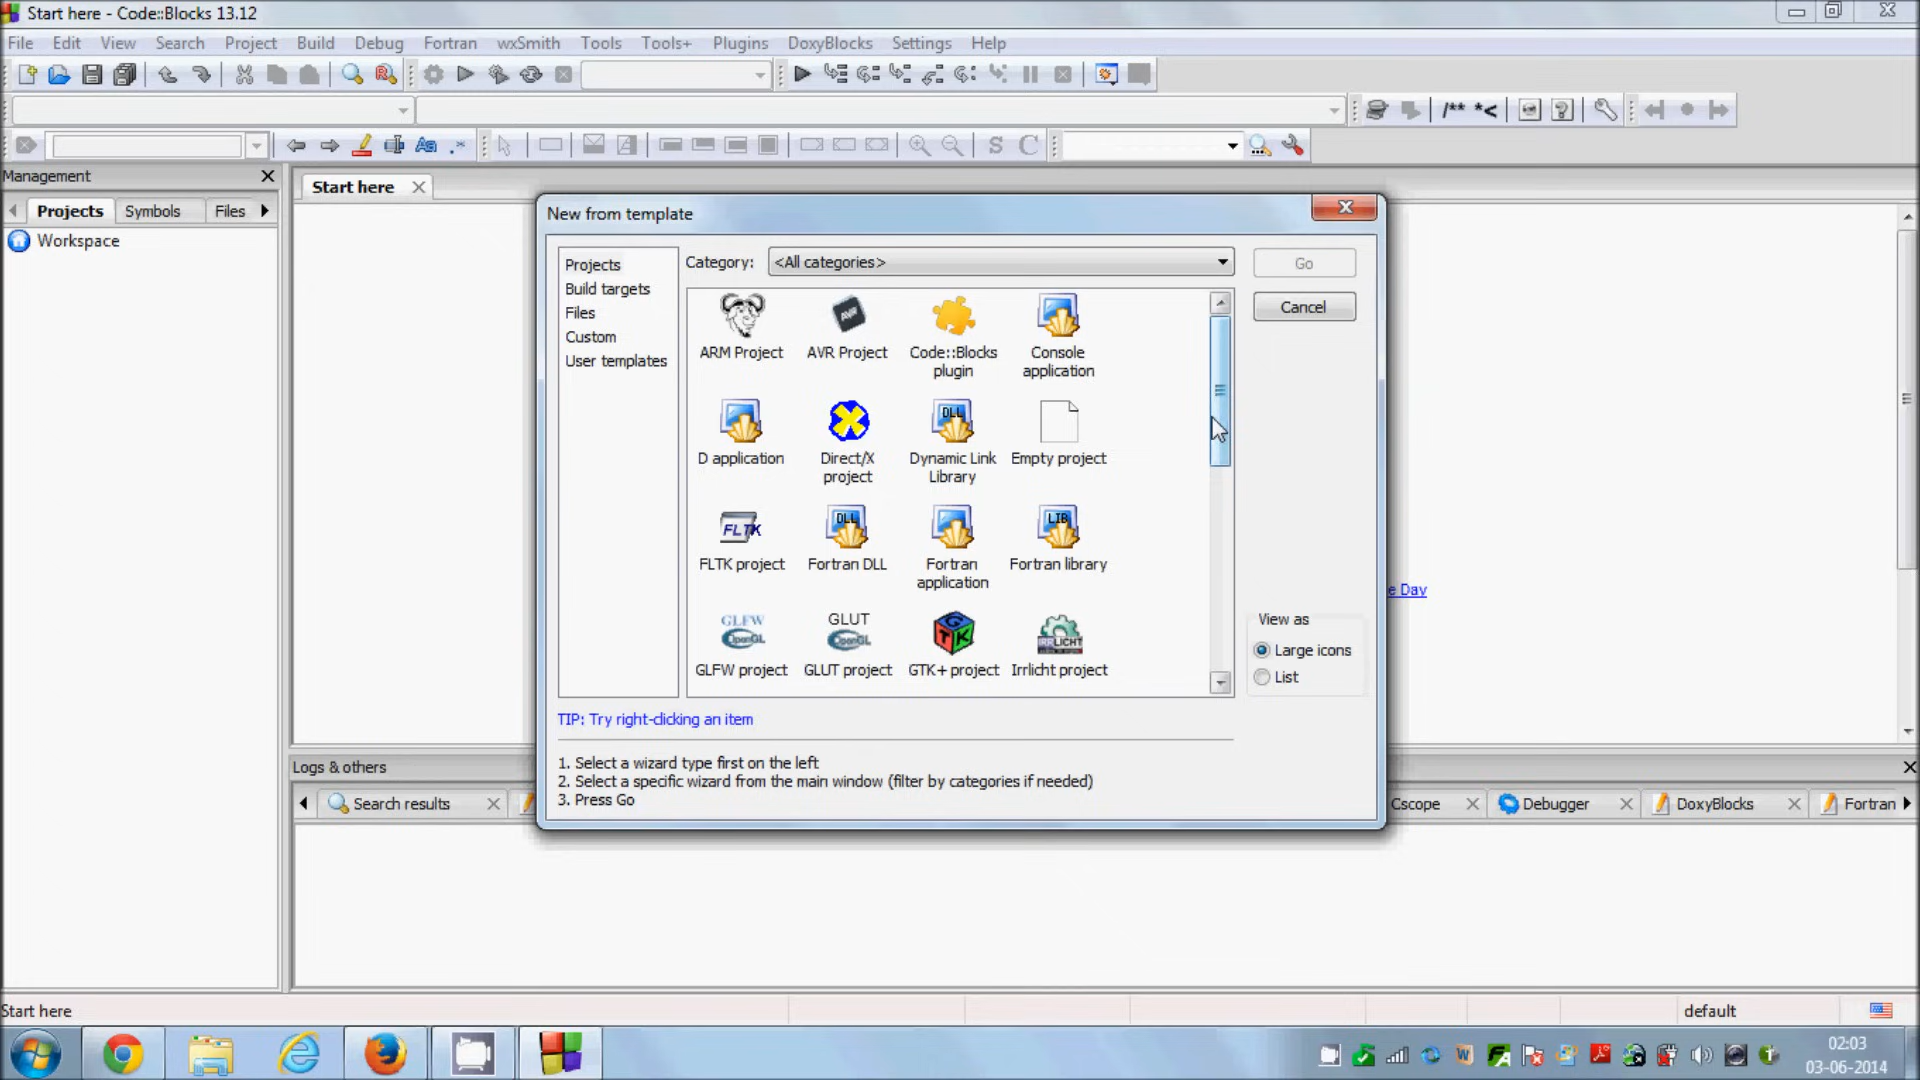 Start here - Code::Blocks 13.12
File Edit View Search Project Build Debug Fortran wxSmith Tools Tools+ Plugins DoxyBlocks Settings Help
/** *<
S C
Management
Start here
Projects Symbols Files
Workspace
New from template
Projects
Build targets
Files
Custom
User templates
Category: <All categories>
Go
Cancel
ARM Project AVR Project Code::Blocks plugin Console application
D application Direct/X project Dynamic Link Library Empty project
FLTK project Fortran DLL Fortran application Fortran library
GLFW project GLUT project GTK+ project Irrlicht project
e Day
View as
Large icons
List
TIP: Try right-clicking an item
1. Select a wizard type first on the left
2. Select a specific wizard from the main window (filter by categories if needed)
3. Press Go
Logs & others
Search results Cscope Debugger DoxyBlocks Fortran
Start here default
02:03
03-06-2014